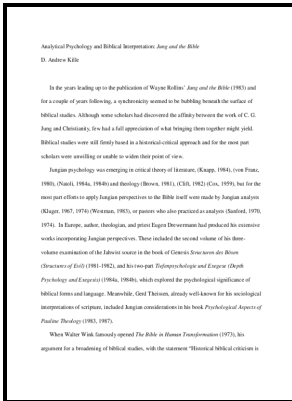 Analytical Psychology and Biblical Interpretation: Jung and the Bible
D. Andrew Kille
In the years leading up to the publication of Wayne Rollins' Jung and the Bible (1983) and
for a couple of years following, a synchronicity seemed to be bubbling beneath the surface of
biblical studies. Although some scholars had discovered the affinity between the work of C. G.
Jung and Christianity, few had a full appreciation of what bringing them together might yield.
Biblical studies were still firmly based in a historical-critical approach and for the most part
scholars were unwilling or unable to widen their point of view.
Jungian psychology was emerging in critical theory of literature, (Knapp, 1984), (von Franz,
1980), (Natoli, 1984a, 1984b) and theology (Brown, 1981), (Clift, 1982) (Cox, 1959), but for the
most part efforts to apply Jungian perspectives to the Bible itself were made by Jungian analysts
(Kluger, 1967, 1974) (Westman, 1983), or pastors who also practiced as analysts (Sanford, 1970,
1974). In Europe, author, theologian, and priest Eugen Drewermann had produced his extensive
works incorporating Jungian perspectives. These included the second volume of his three-
volume examination of the Jahwist source in the book of Genesis Strukturen des Bösen
(Structures of Evil) (1981-1982), and his two-part Tiefenpsychologie und Exegese (Depth
Psychology and Exegesis) (1984a, 1984b), which explored the psychological significance of
biblical forms and language. Meanwhile, Gerd Theissen, already well-known for his sociological
interpretations of scripture, included Jungian considerations in his book Psychological Aspects of
Pauline Theology (1983, 1987).
When Walter Wink famously opened The Bible in Human Transformation (1973), his
argument for a broadening of biblical studies, with the statement "Historical biblical criticism is